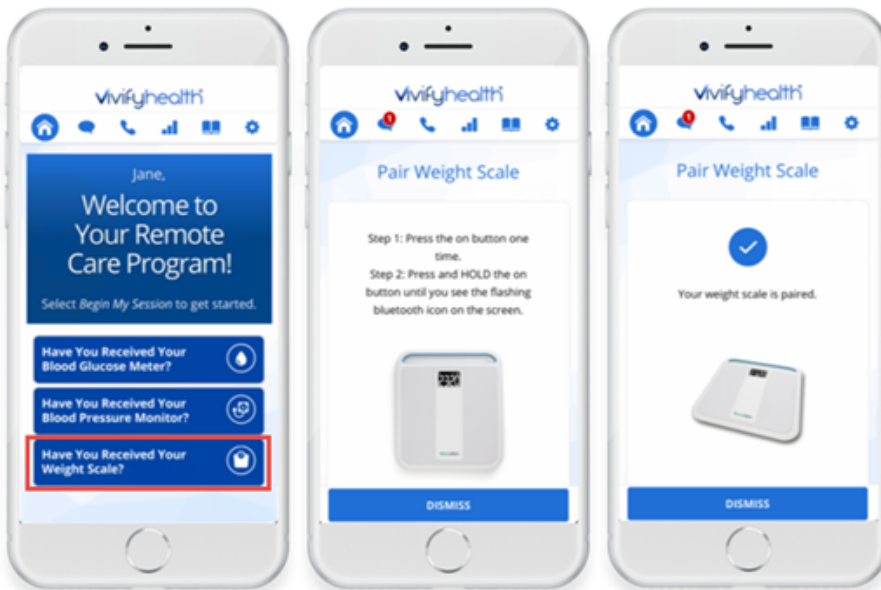 vivifyhealth
Jane,
Welcome to
Your Remote
Care Program!
Select Begin My Session to get started.
Have You Received Your
Blood Glucose Meter?
Have You Received Your
Blood Pressure Monitor?
Have You Received Your
Weight Scale?
vivifyhealth
1
Pair Weight Scale
Step 1: Press the on button one
time.
Step 2: Press and HOLD the on
button until you see the flashing
bluetooth icon on the screen.
DISMISS
vivifyhealth
1
Pair Weight Scale
Your weight scale is paired.
DISMISS